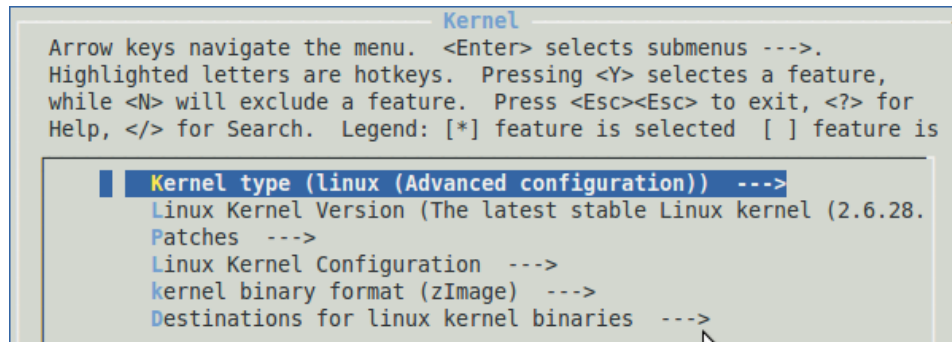 Kernel
Arrow keys navigate the menu.  <Enter> selects submenus --->.
Highlighted letters are hotkeys.  Pressing <Y> selectes a feature,
while <N> will exclude a feature.  Press <Esc><Esc> to exit, <?> for
Help, </> for Search.  Legend: [*] feature is selected  [ ] feature is
Kernel type (linux (Advanced configuration))  --->
Linux Kernel Version (The latest stable Linux kernel (2.6.28.
Patches  --->
Linux Kernel Configuration  --->
kernel binary format (zImage)  --->
Destinations for linux kernel binaries  --->